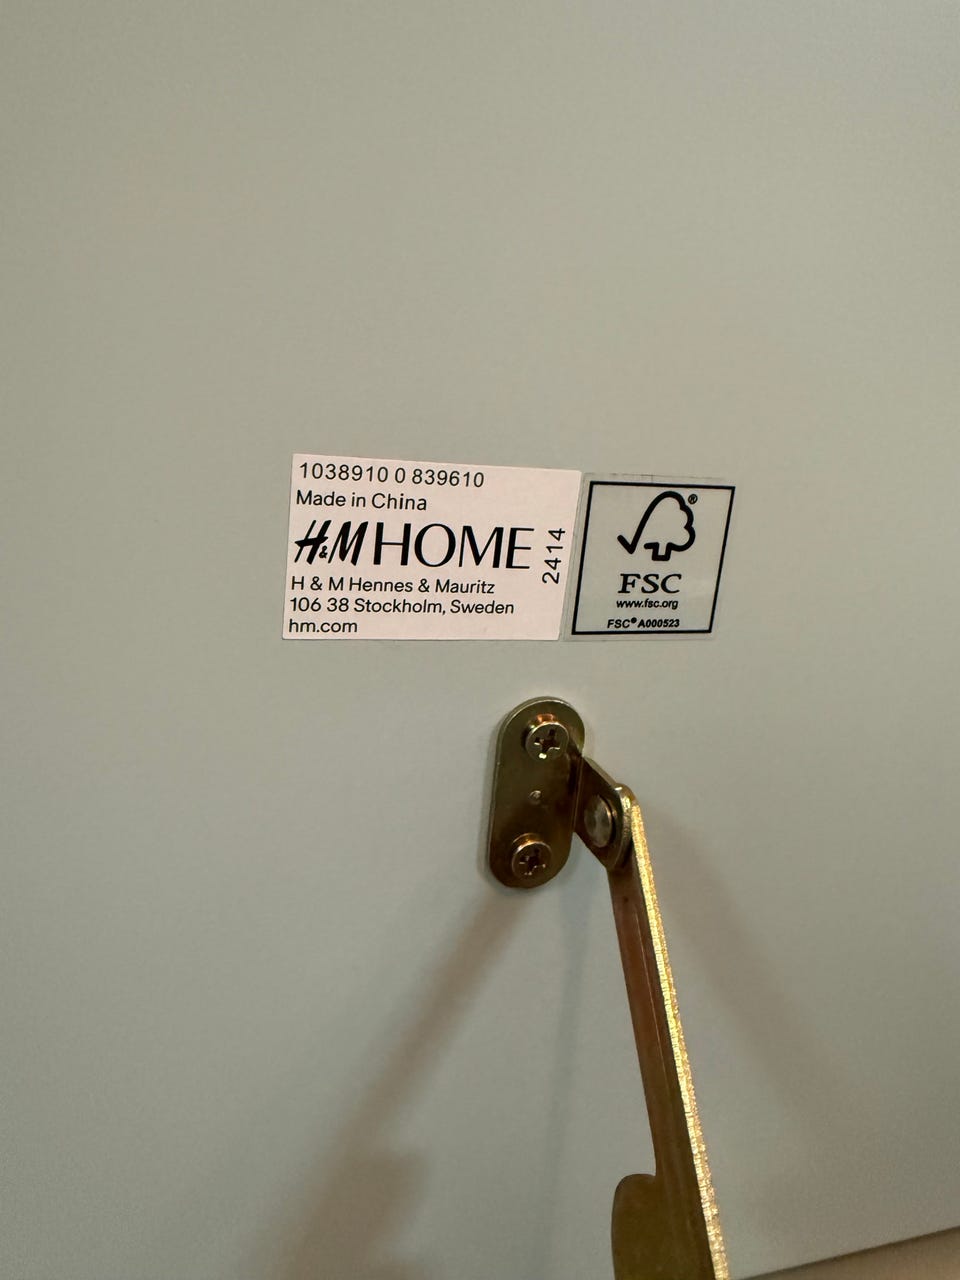 1038910 0 839610
Made in China
H&M HOME
2414
H & M Hennes & Mauritz
106 38 Stockholm, Sweden
hm.com
®
FSC
www.fsc.org
FSC® A000523